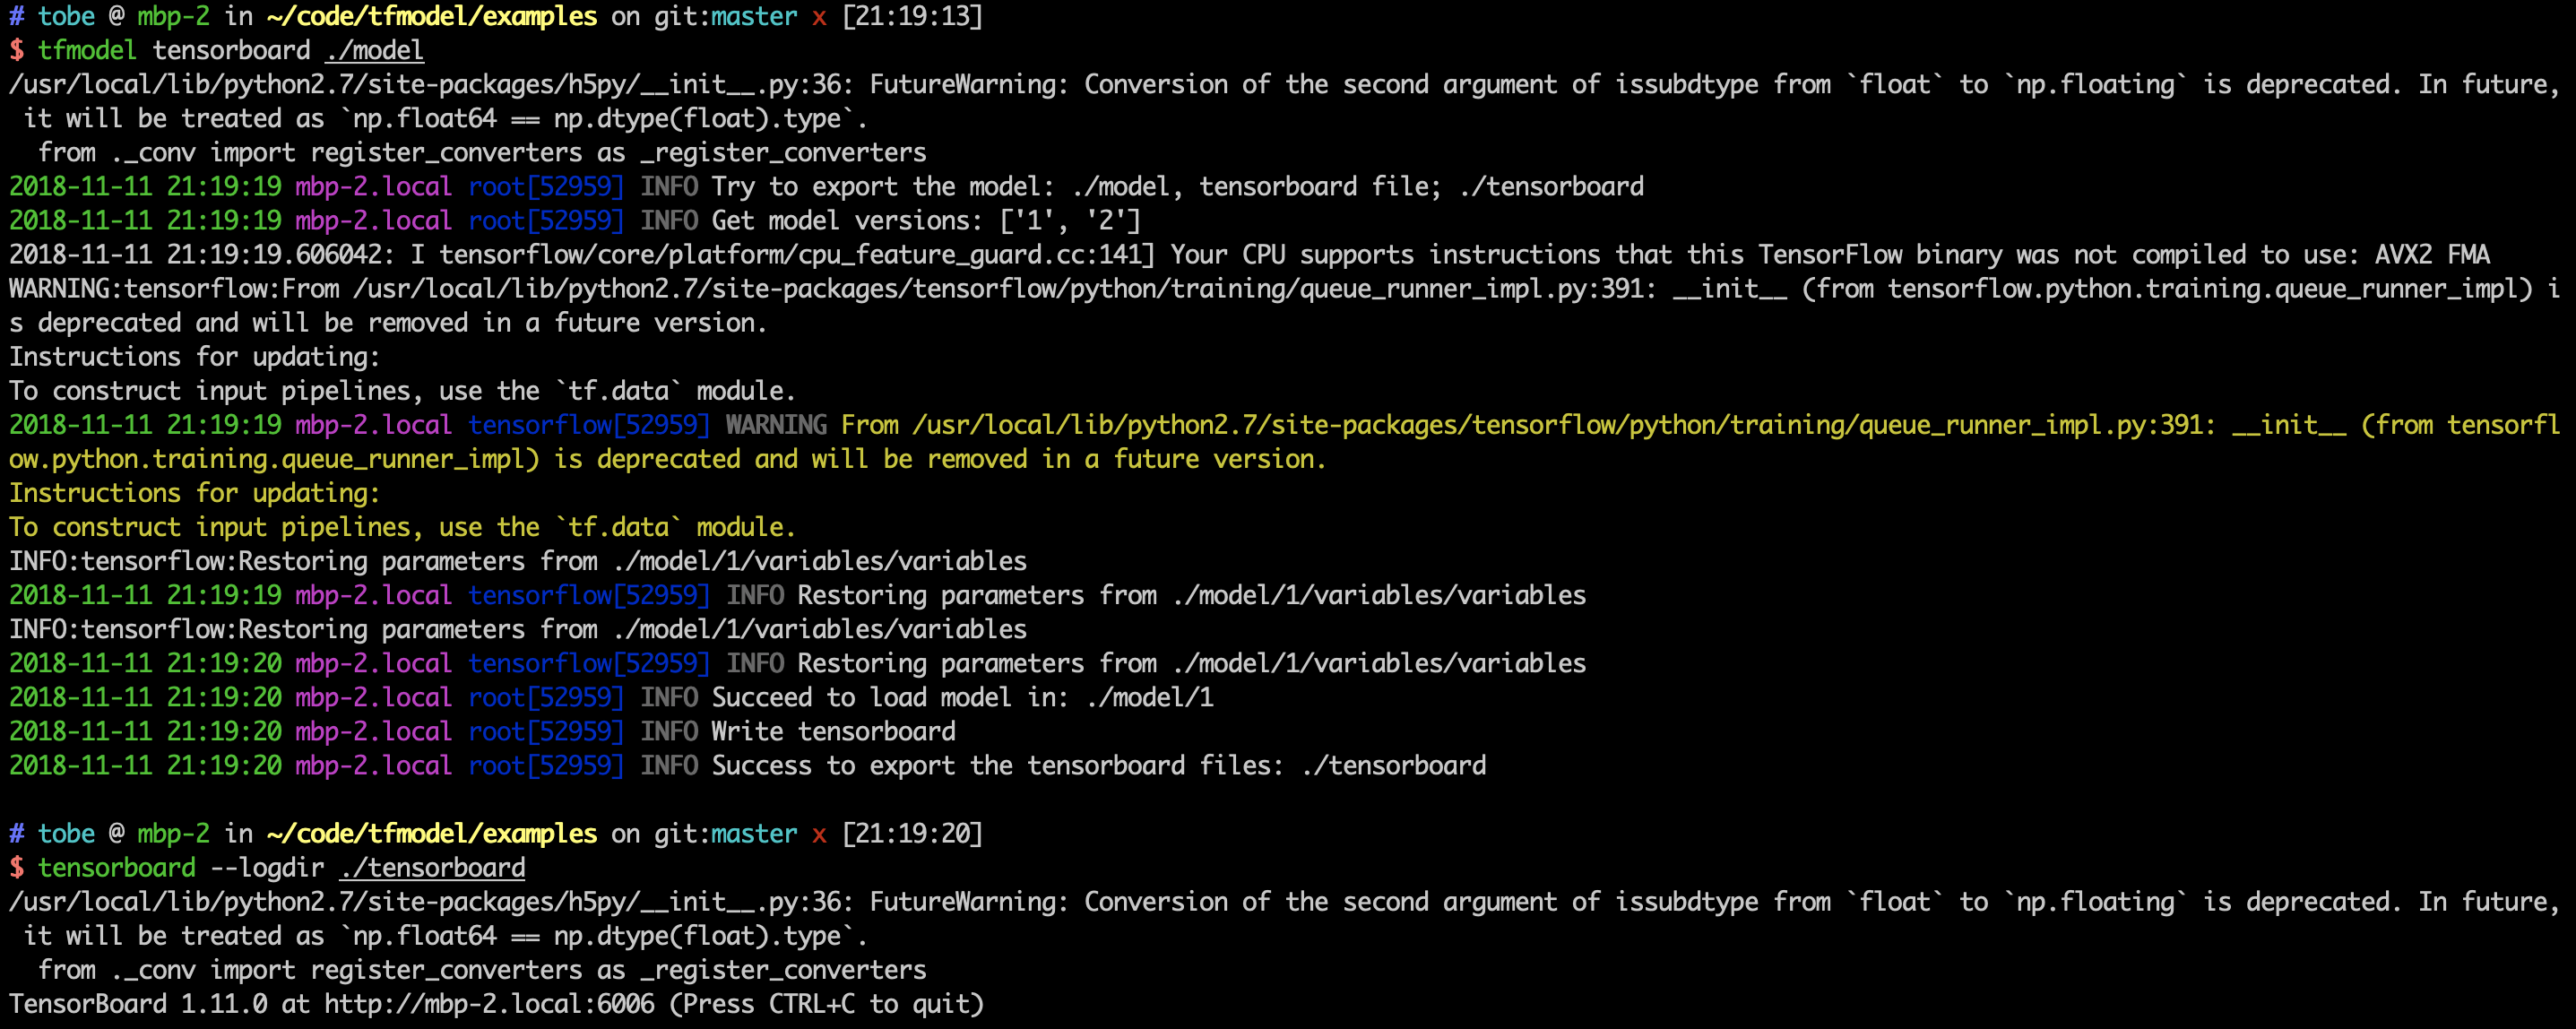 # tobe @ mbp-2 in ~/code/tfmodel/examples on git:master x [21:19:13]
$ tfmodel tensorboard ./model
/usr/local/lib/python2.7/site-packages/h5py/__init__.py:36: FutureWarning: Conversion of the second argument of issubdtype from `float` to `np.floating` is deprecated. In future,
 it will be treated as `np.float64 == np.dtype(float).type`.
  from ._conv import register_converters as _register_converters
2018-11-11 21:19:19 mbp-2.local root[52959] INFO Try to export the model: ./model, tensorboard file; ./tensorboard
2018-11-11 21:19:19 mbp-2.local root[52959] INFO Get model versions: ['1', '2']
2018-11-11 21:19:19.606042: I tensorflow/core/platform/cpu_feature_guard.cc:141] Your CPU supports instructions that this TensorFlow binary was not compiled to use: AVX2 FMA
WARNING:tensorflow:From /usr/local/lib/python2.7/site-packages/tensorflow/python/training/queue_runner_impl.py:391: __init__ (from tensorflow.python.training.queue_runner_impl) i
s deprecated and will be removed in a future version.
Instructions for updating:
To construct input pipelines, use the `tf.data` module.
2018-11-11 21:19:19 mbp-2.local tensorflow[52959] WARNING From /usr/local/lib/python2.7/site-packages/tensorflow/python/training/queue_runner_impl.py:391: __init__ (from tensorfl
ow.python.training.queue_runner_impl) is deprecated and will be removed in a future version.
Instructions for updating:
To construct input pipelines, use the `tf.data` module.
INFO:tensorflow:Restoring parameters from ./model/1/variables/variables
2018-11-11 21:19:19 mbp-2.local tensorflow[52959] INFO Restoring parameters from ./model/1/variables/variables
INFO:tensorflow:Restoring parameters from ./model/1/variables/variables
2018-11-11 21:19:20 mbp-2.local tensorflow[52959] INFO Restoring parameters from ./model/1/variables/variables
2018-11-11 21:19:20 mbp-2.local root[52959] INFO Succeed to load model in: ./model/1
2018-11-11 21:19:20 mbp-2.local root[52959] INFO Write tensorboard
2018-11-11 21:19:20 mbp-2.local root[52959] INFO Success to export the tensorboard files: ./tensorboard
# tobe @ mbp-2 in ~/code/tfmodel/examples on git:master x [21:19:20]
$ tensorboard --logdir ./tensorboard
/usr/local/lib/python2.7/site-packages/h5py/__init__.py:36: FutureWarning: Conversion of the second argument of issubdtype from `float` to `np.floating` is deprecated. In future,
 it will be treated as `np.float64 == np.dtype(float).type`.
  from ._conv import register_converters as _register_converters
TensorBoard 1.11.0 at http://mbp-2.local:6006 (Press CTRL+C to quit)